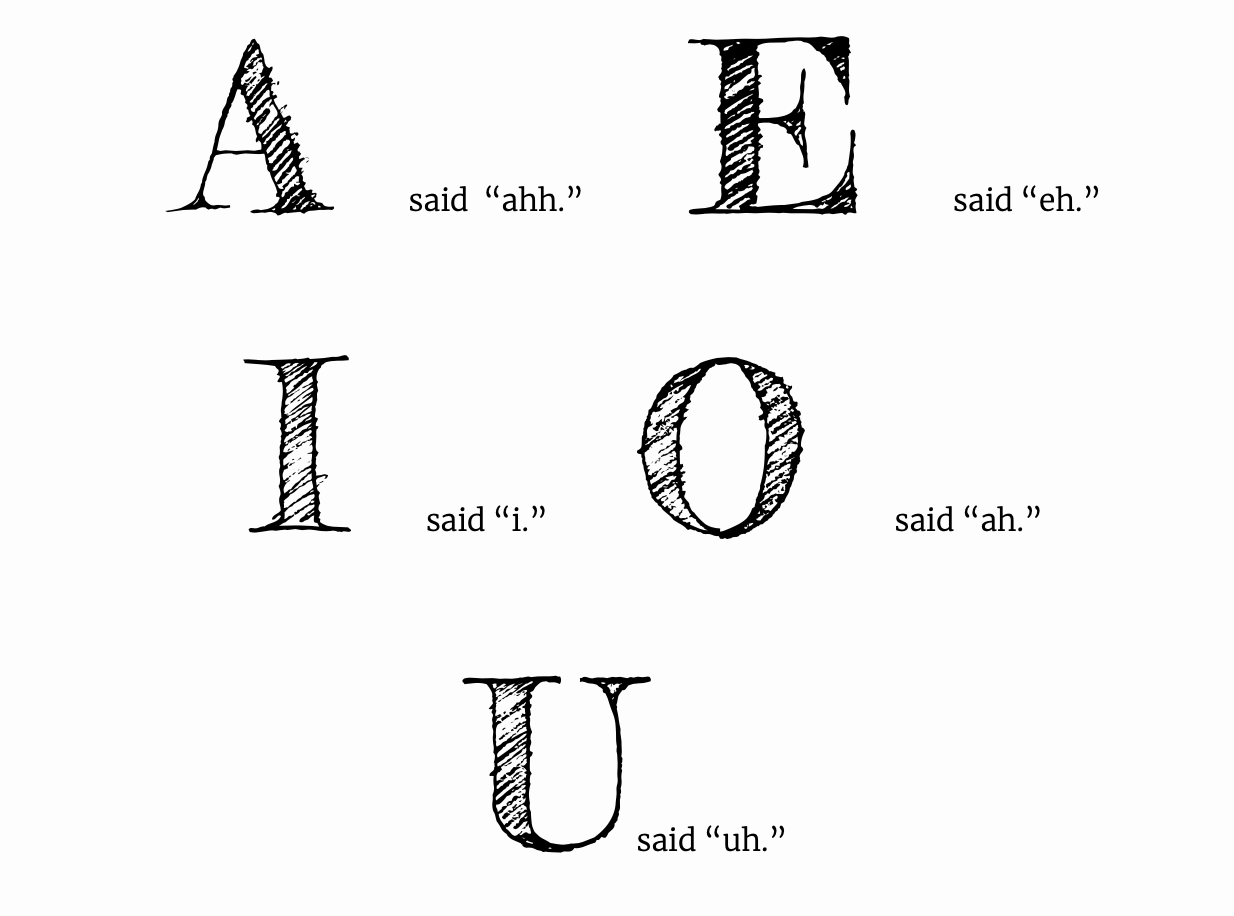 A said “ahh.” E said “eh.”
I said “i.” O said “ah.”
U said “uh.”